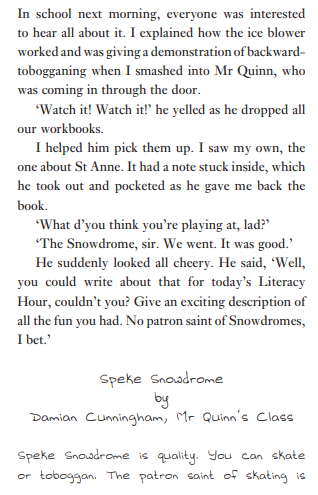 In school next morning, everyone was interested
to hear all about it. I explained how the ice blower
worked and was giving a demonstration of backward-
tobogganing when I smashed into Mr Quinn, who
was coming in through the door.
‘Watch it! Watch it!’ he yelled as he dropped all
our workbooks.
I helped him pick them up. I saw my own, the
one about St Anne. It had a note stuck inside, which
he took out and pocketed as he gave me back the
book.
‘What d’you think you’re playing at, lad?’
‘The Snowdrome, sir. We went. It was good.’
He suddenly looked all cheery. He said, ‘Well,
you could write about that for today’s Literacy
Hour, couldn’t you? Give an exciting description of
all the fun you had. No patron saint of Snowdromes,
I bet.’
Speke Snowdrome
by
Damian Cunningham, Mr Quinn's Class
Speke Snowdrome is quality. You can skate
or toboggan. The patron saint of skating is